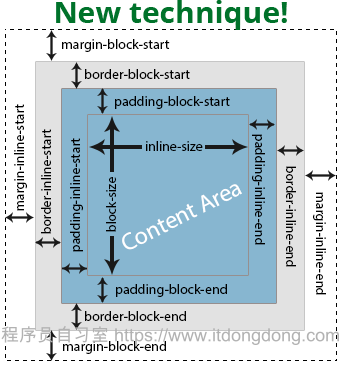 New technique!
margin-block-start
border-block-start
padding-block-start
margin-inline-start
border-inline-start
padding-inline-start
inline-size
block-size
Content Area
padding-inline-end
border-inline-end
margin-inline-end
padding-block-end
border-block-end
程序员自习室 https://www.itdongdong.com
margin-block-end